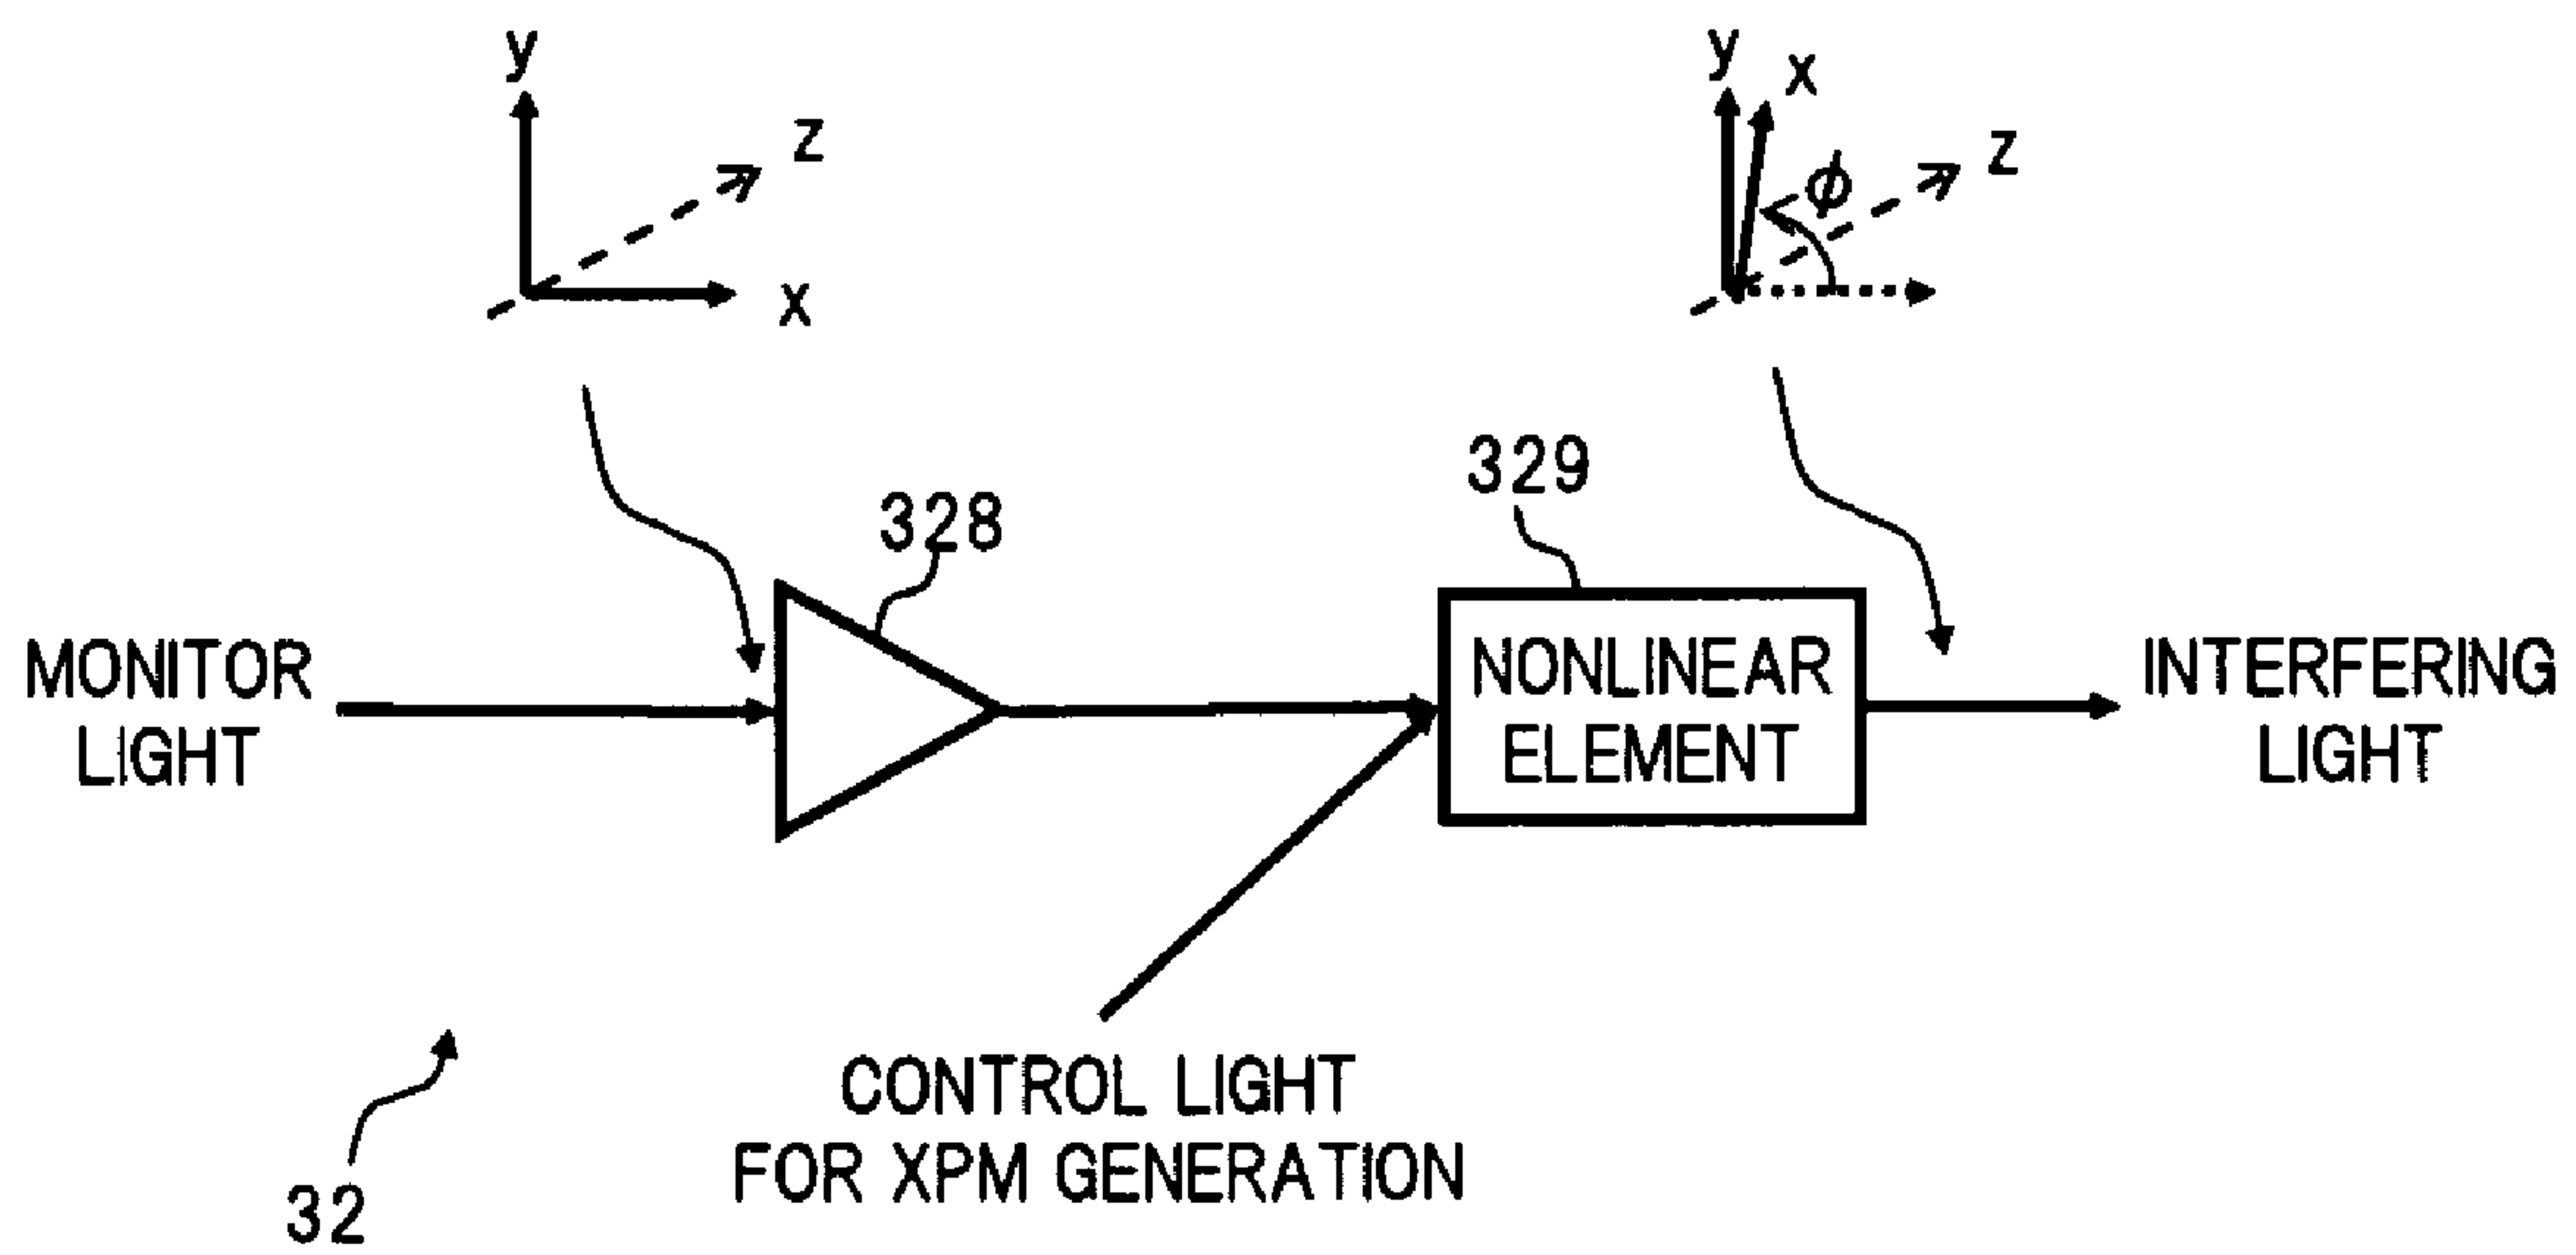 y
z
x
y
x
ϕ
z
328
329
MONITOR
LIGHT
NONLINEAR
ELEMENT
INTERFERING
LIGHT
CONTROL LIGHT
FOR XPM GENERATION
32